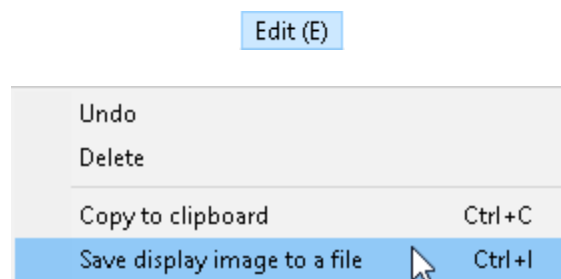 Edit (E)
Undo
Delete
Copy to clipboard Ctrl+C
Save display image to a file Ctrl+I